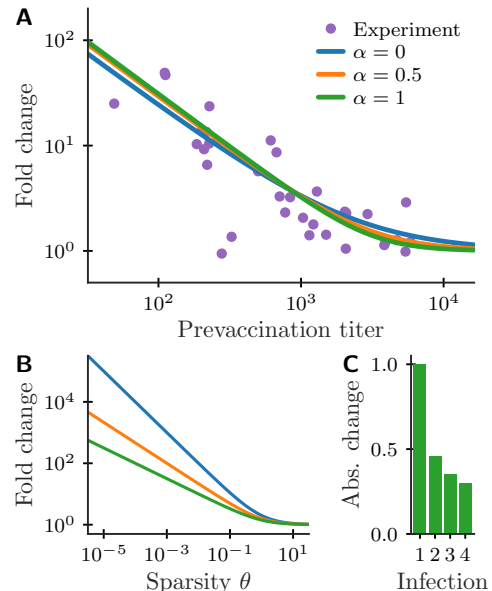 A
Fold change
10²
10¹
10⁰
Experiment
α = 0
α = 0.5
α = 1
10² 10³ 10⁴
Prevaccination titer
B
Fold change
10⁴
10²
10⁰
10⁻⁵ 10⁻³ 10⁻¹ 10¹
Sparsity θ
C
Abs. change
1.0
0.5
0.0
1 2 3 4
Infection